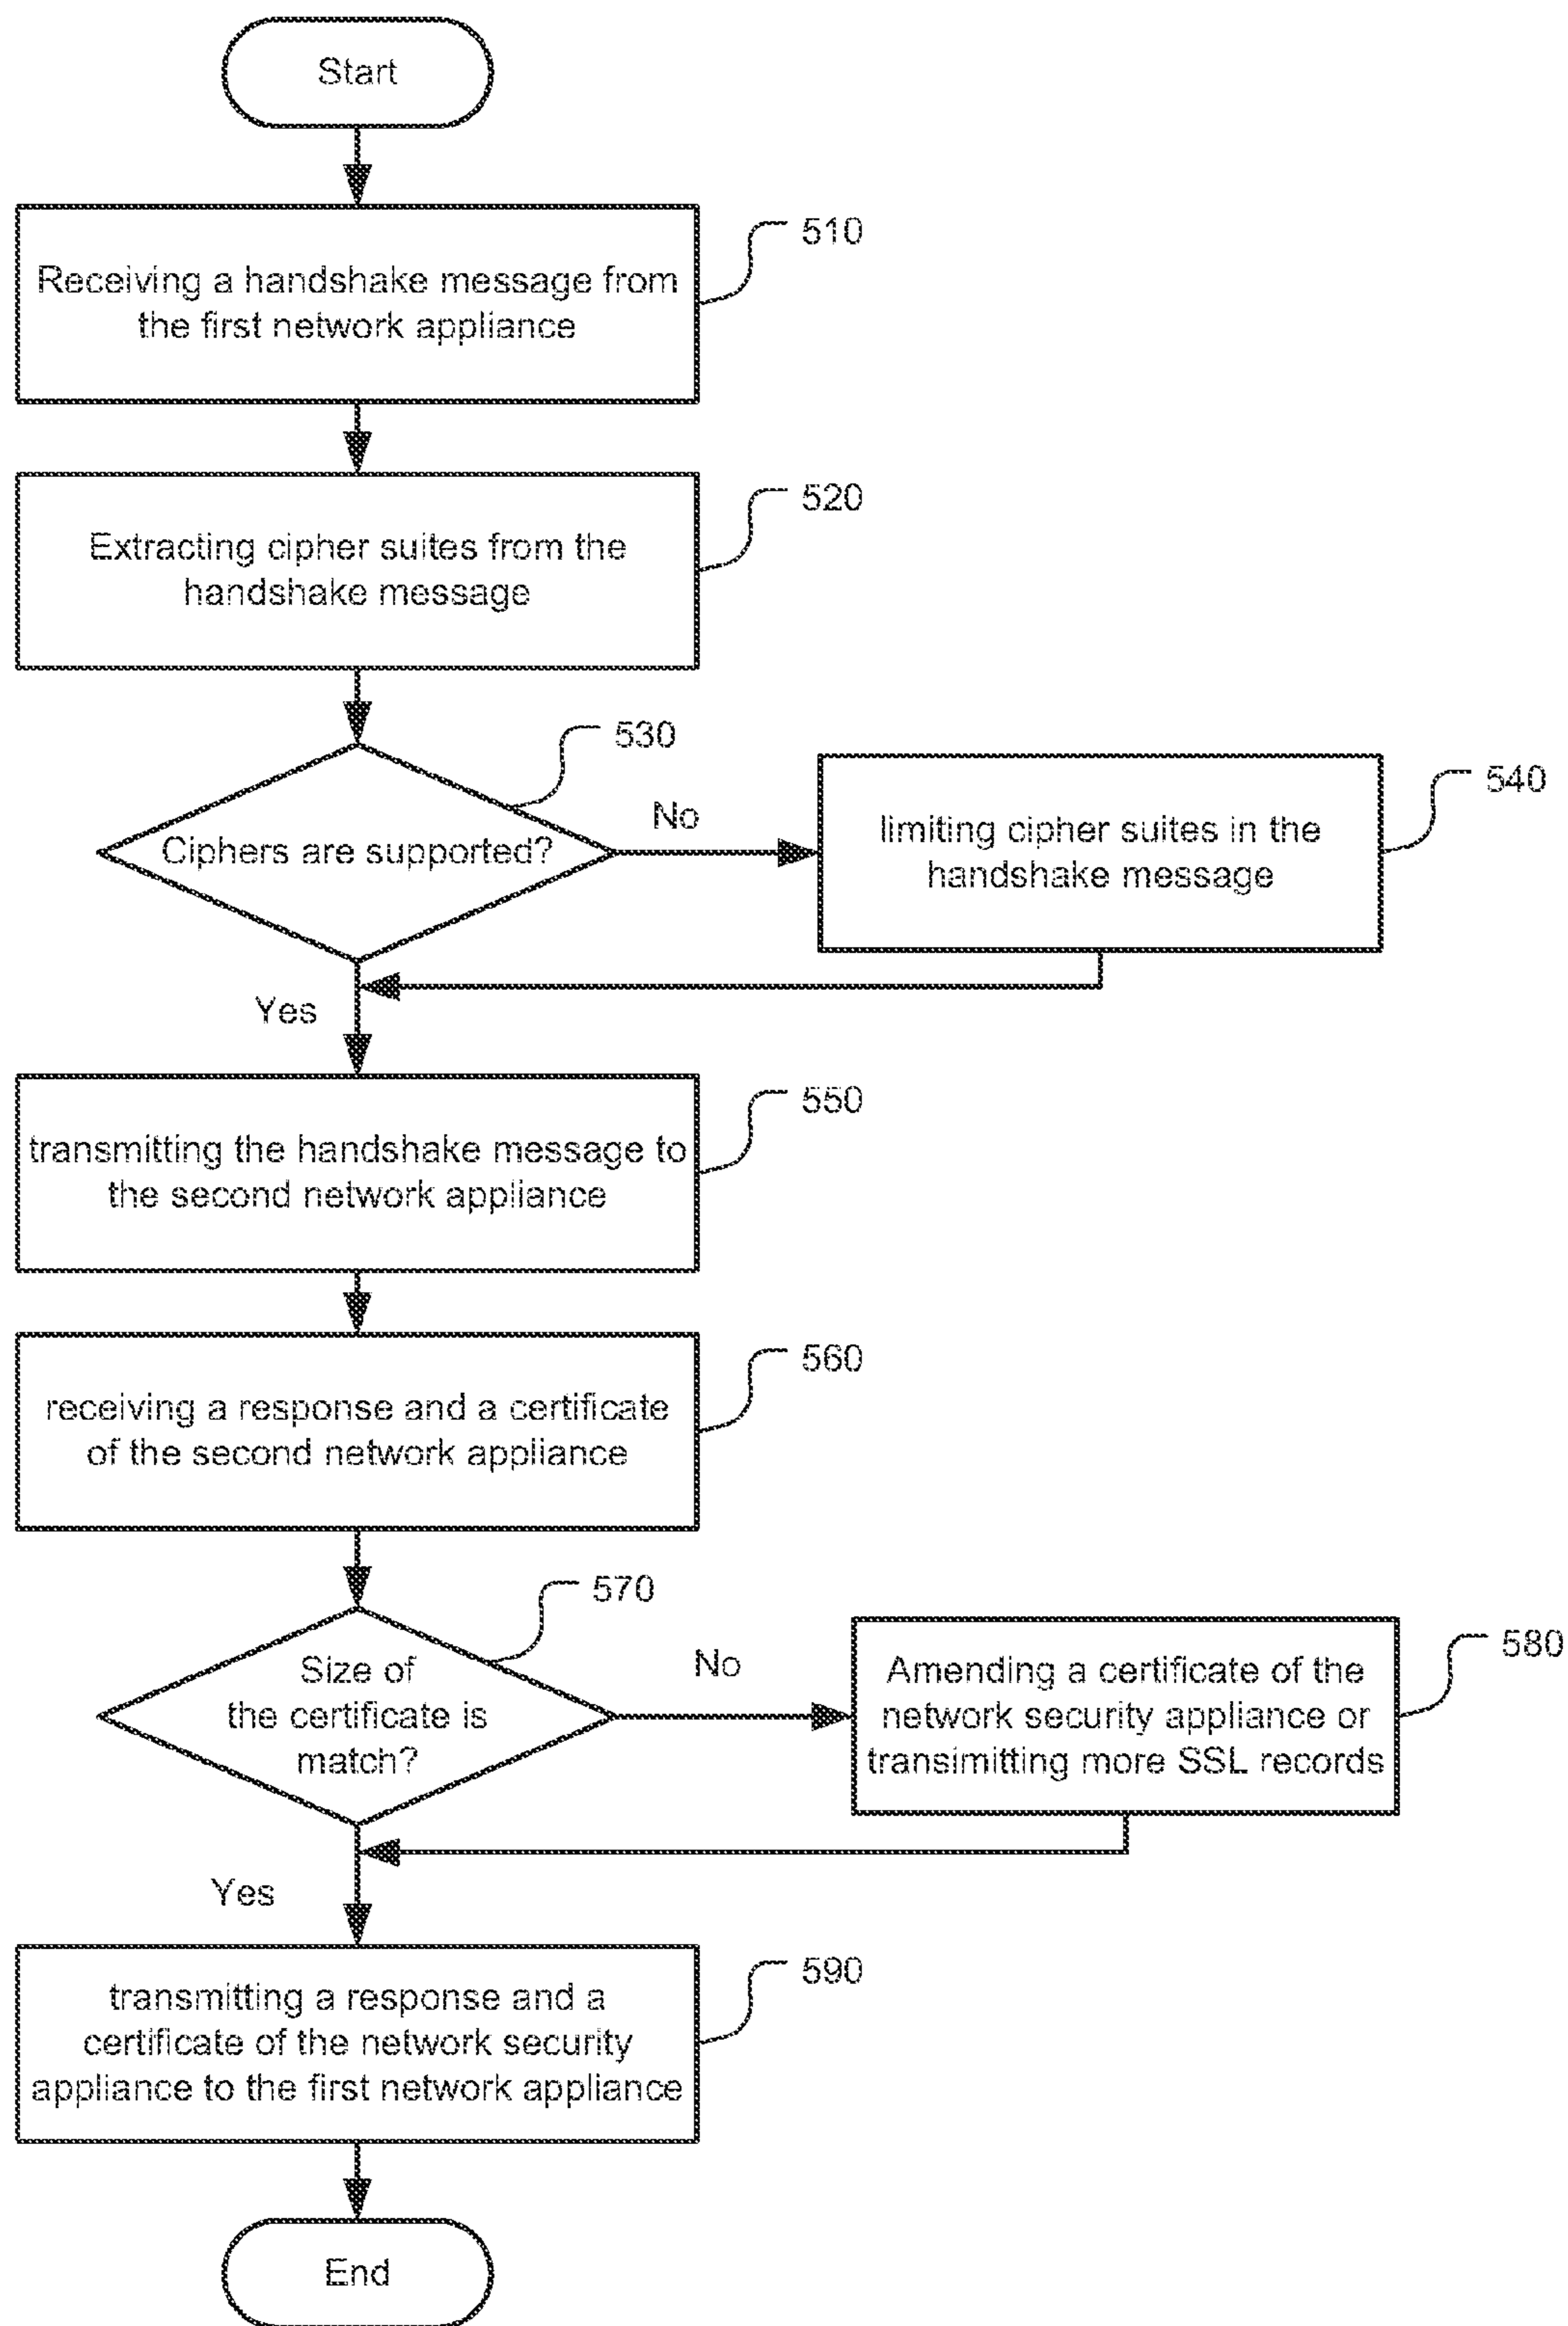 Start
510
Receiving a handshake message from
the first network appliance
520
Extracting cipher suites from the
handshake message
530
Ciphers are supported?
No
540
limiting cipher suites in the
handshake message
Yes
550
transmitting the handshake message to
the second network appliance
560
receiving a response and a certificate
of the second network appliance
570
Size of
the certificate is
match?
No
580
Amending a certificate of the
network security appliance or
transimitting more SSL records
Yes
590
transmitting a response and a
certificate of the network security
appliance to the first network appliance
End